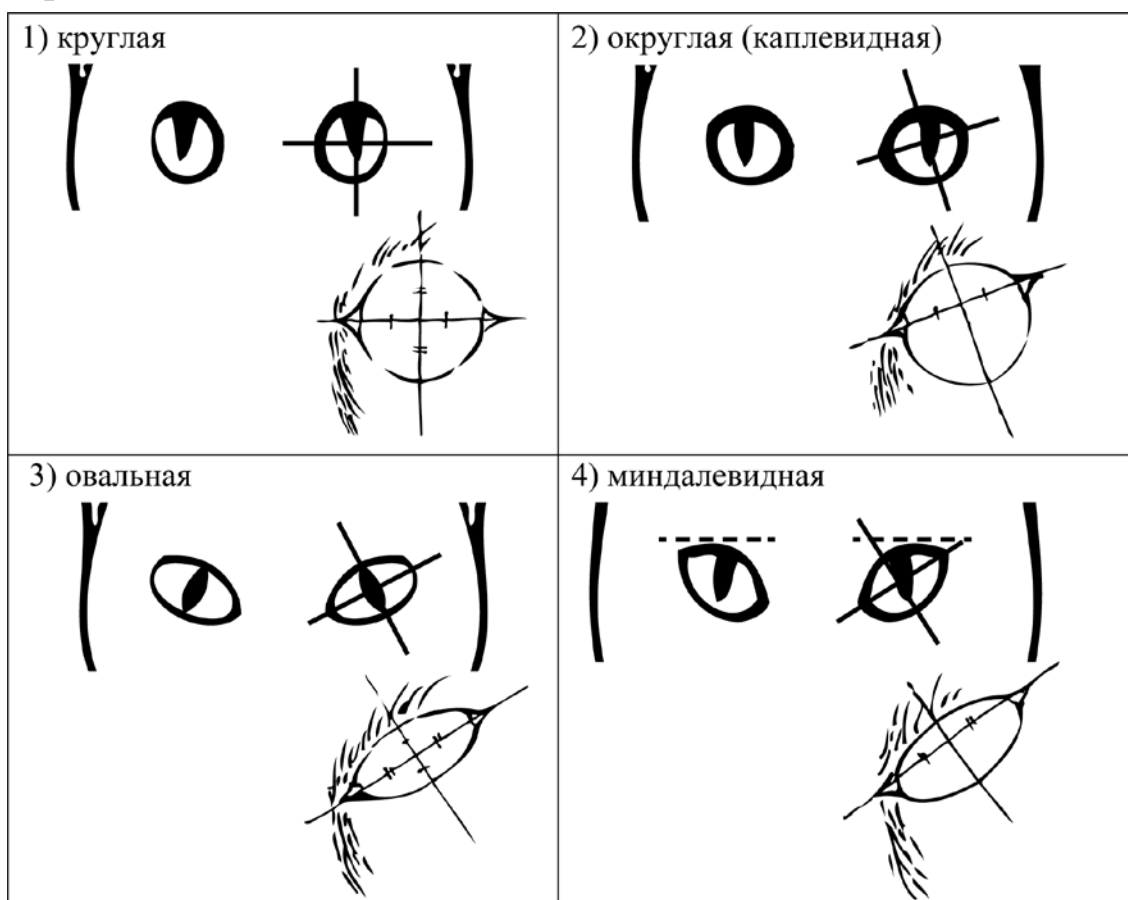 1) круглая
2) округлая (каплевидная)
3) овальная
4) миндалевидная